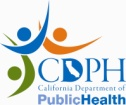 CDPH
California Department of
PublicHealth